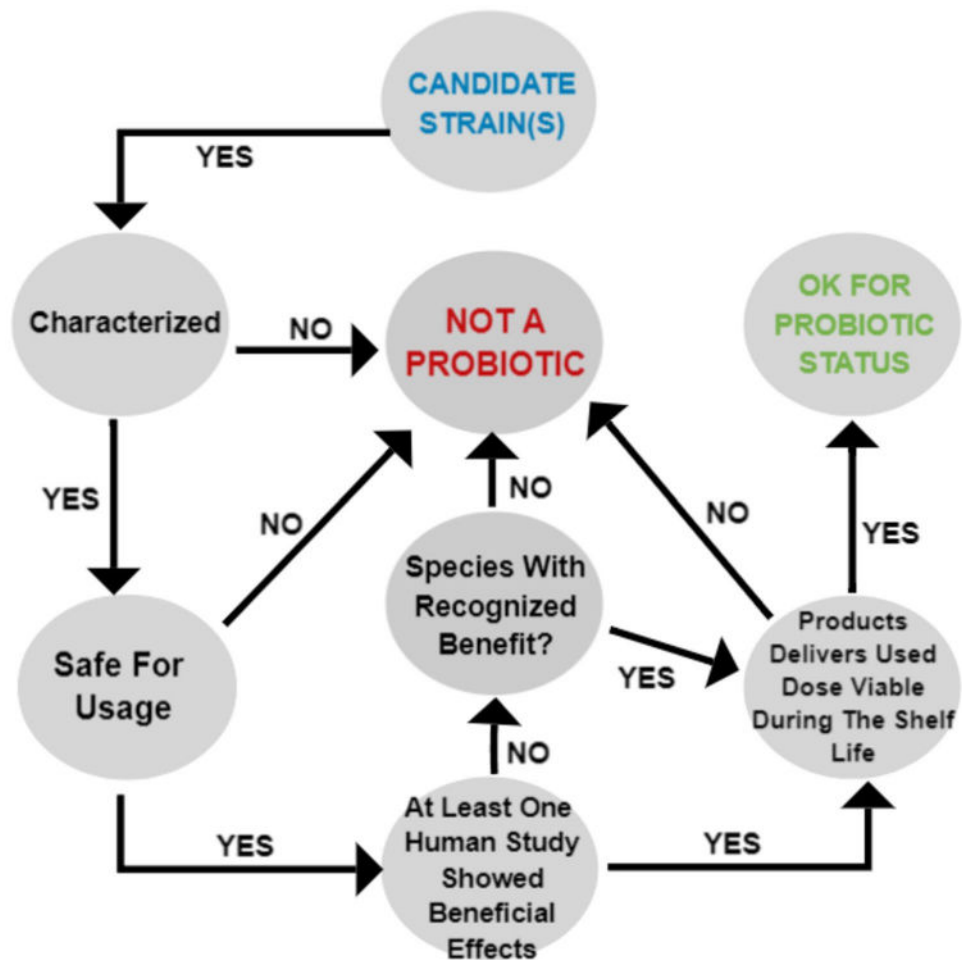 CANDIDATE
STRAIN(S)
YES
Characterized
NO
NOT A
PROBIOTIC
OK FOR
PROBIOTIC
STATUS
YES
NO
NO
NO
YES
Species With
Recognized
Benefit?
YES
Safe For
Usage
Products
Delivers Used
Dose Viable
During The Shelf
Life
NO
At Least One
Human Study
Showed
Beneficial
Effects
YES
YES